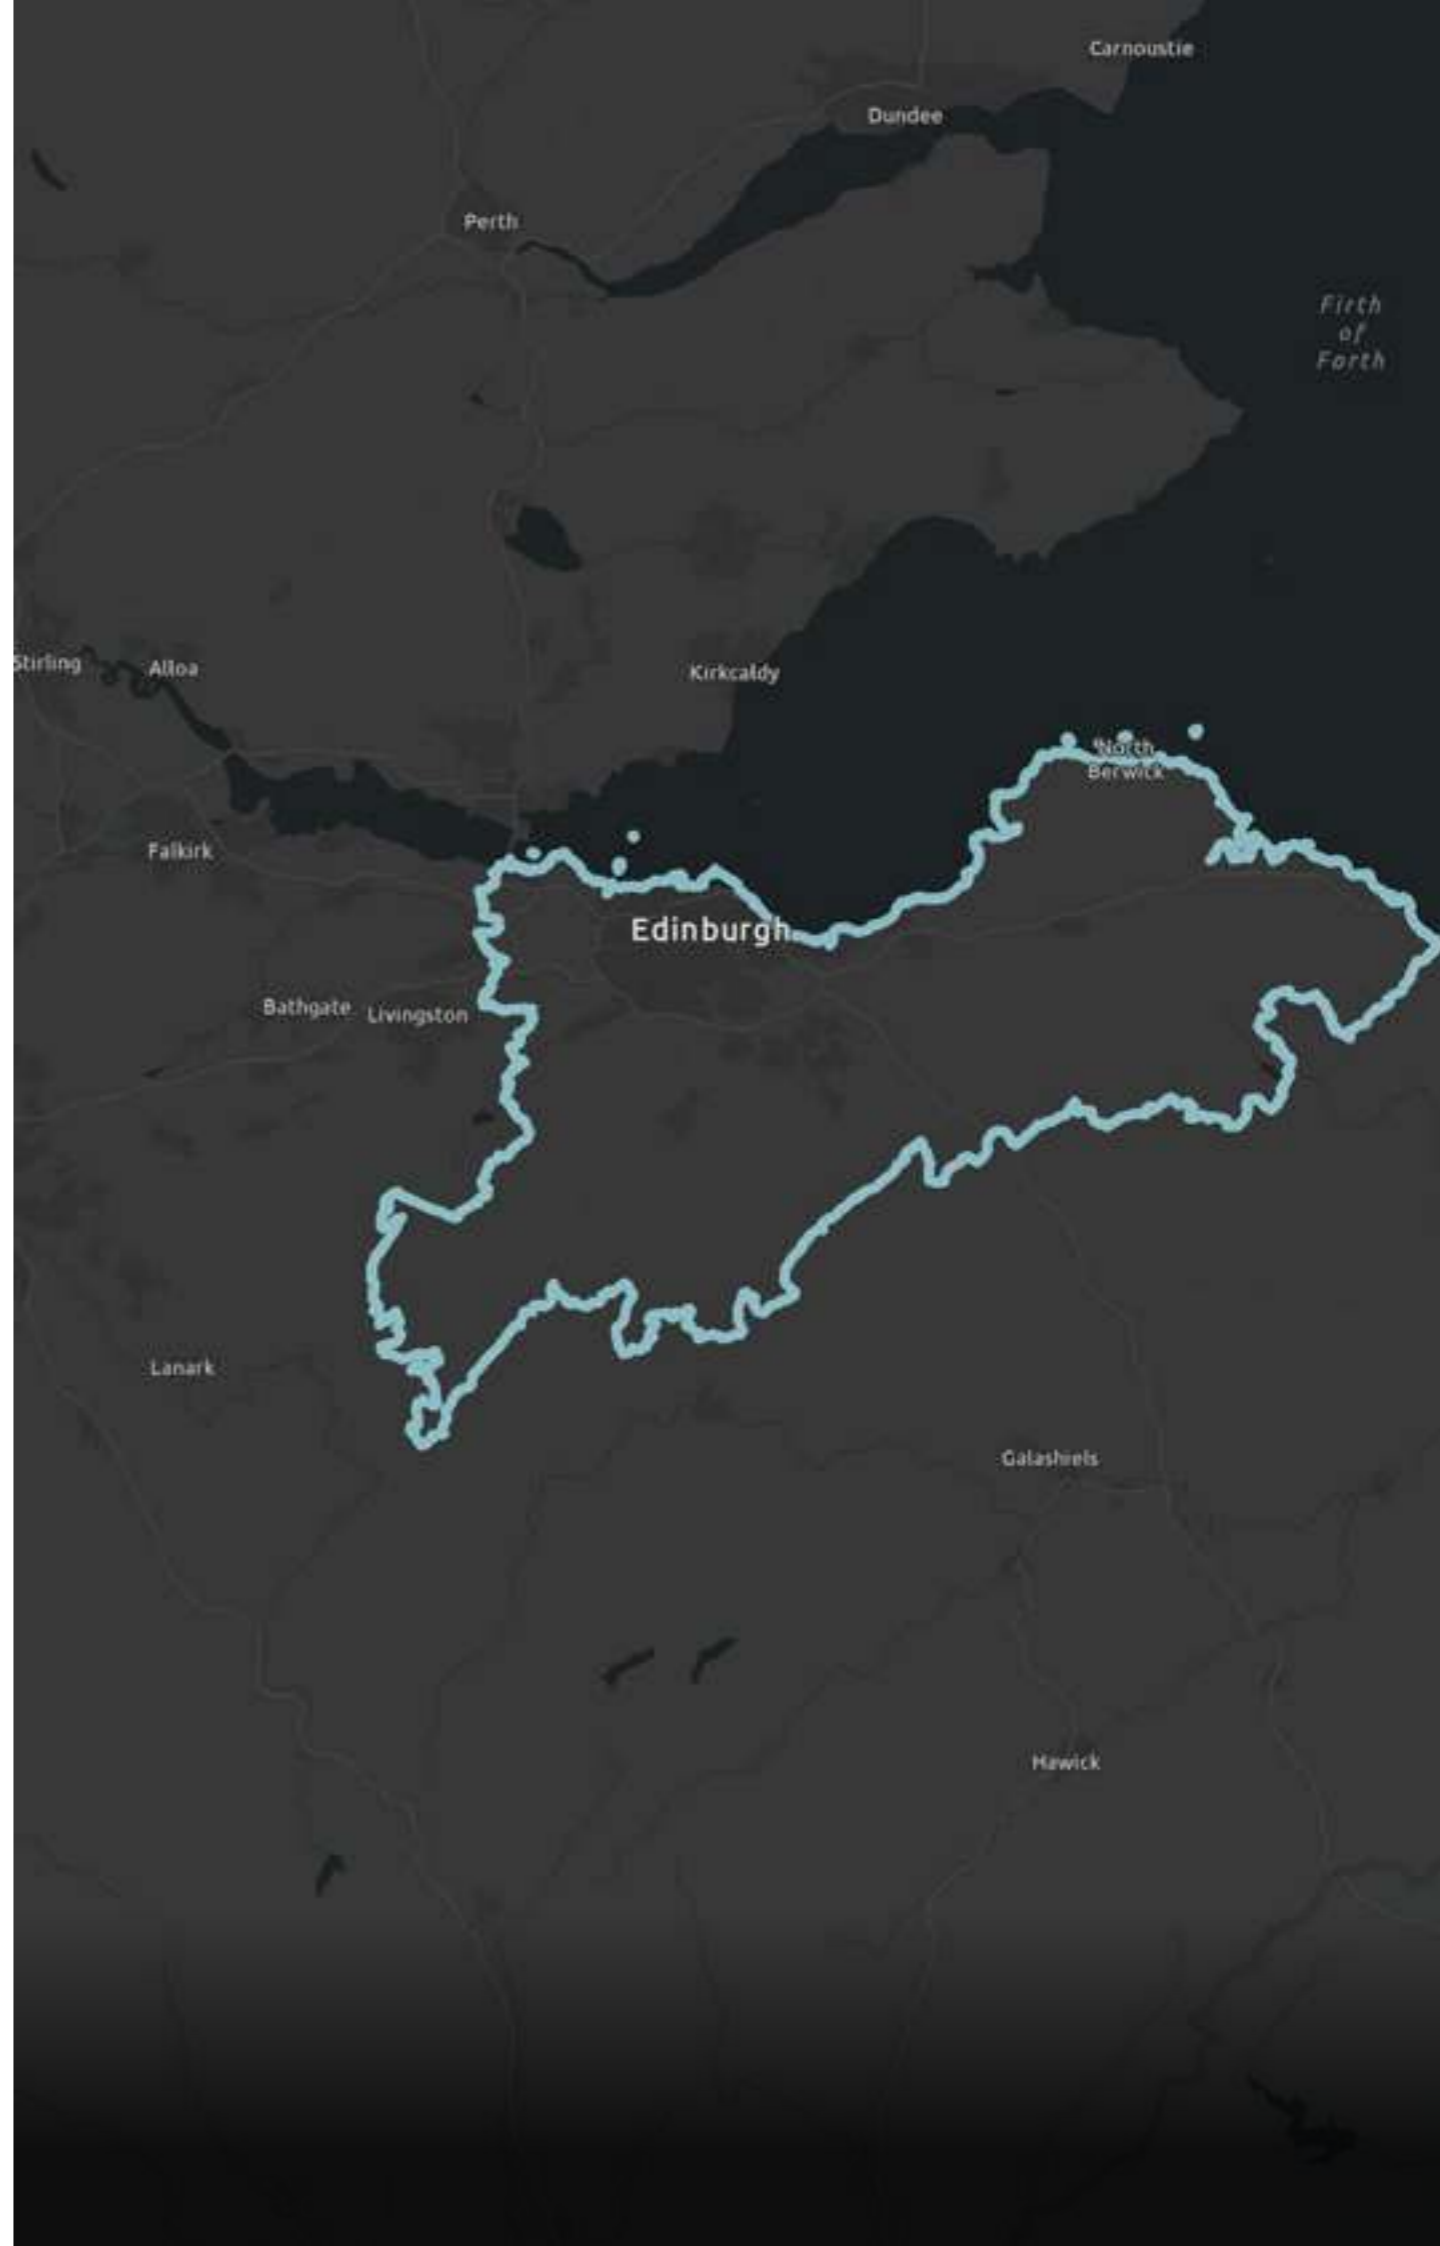 Carnoustie
Dundee
Perth
Firth
of
Forth
Stirling
Alloa
Kirkcaldy
North
Berwick
Falkirk
Edinburgh
Bathgate
Livingston
Lanark
Galashiels
Hawick